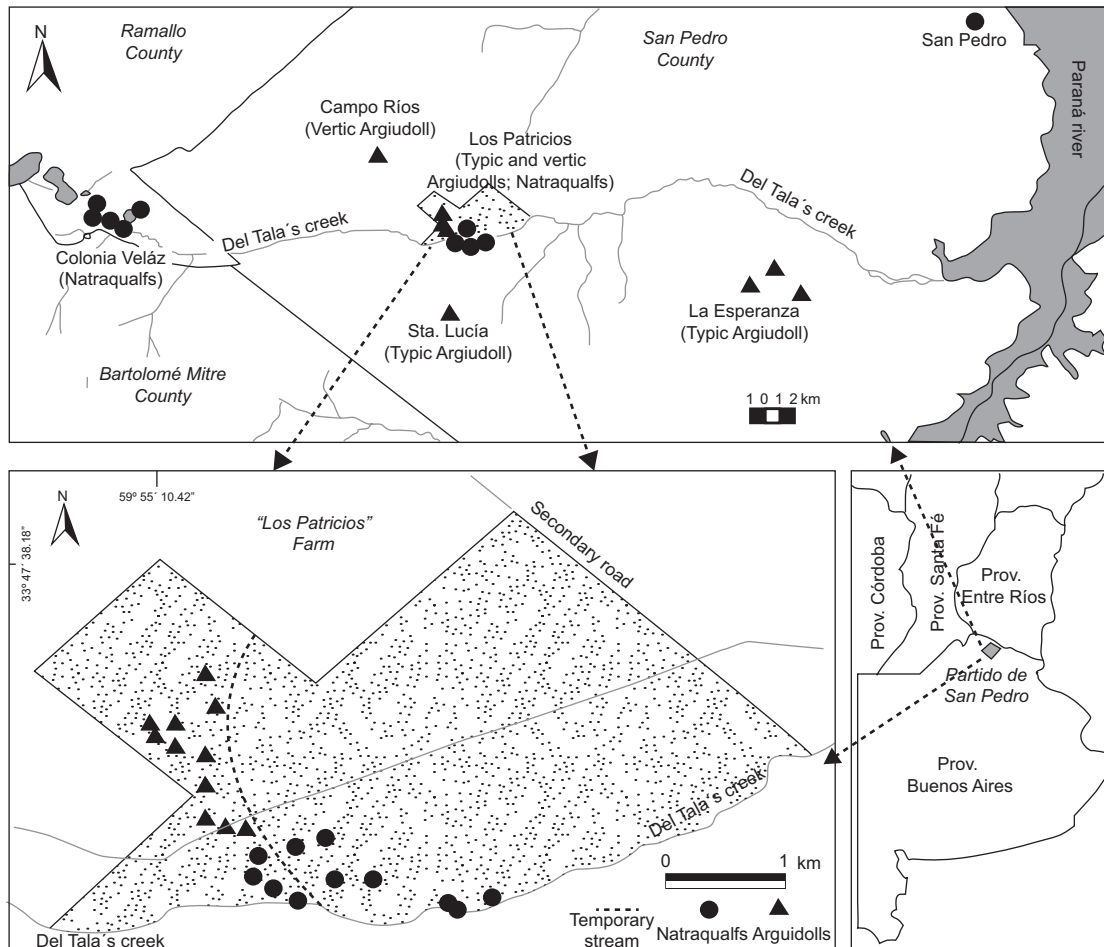 N
Ramallo
County
San Pedro
County
San Pedro
Paraná river
Campo Ríos
(Vertic Argiudoll)
Los Patricios
(Typic and vertic
Argiudolls; Natraqualfs)
Del Tala´s creek
Del Tala´s creek
Colonia Veláz
(Natraqualfs)
Sta. Lucía
(Typic Argiudoll)
La Esperanza
(Typic Argiudoll)
Bartolomé Mitre
County
1 0 1 2 km
N
59º 55´ 10.42”
33º 47´ 38.18”
“Los Patricios”
Farm
Secondary road
Del Tala´s creek
0 1 km
Temporary
stream
Natraqualfs Arguidolls
Del Tala´s creek
Prov. Córdoba
Prov. Santa Fé
Prov.
Entre Ríos
Partido de
San Pedro
Prov.
Buenos Aires